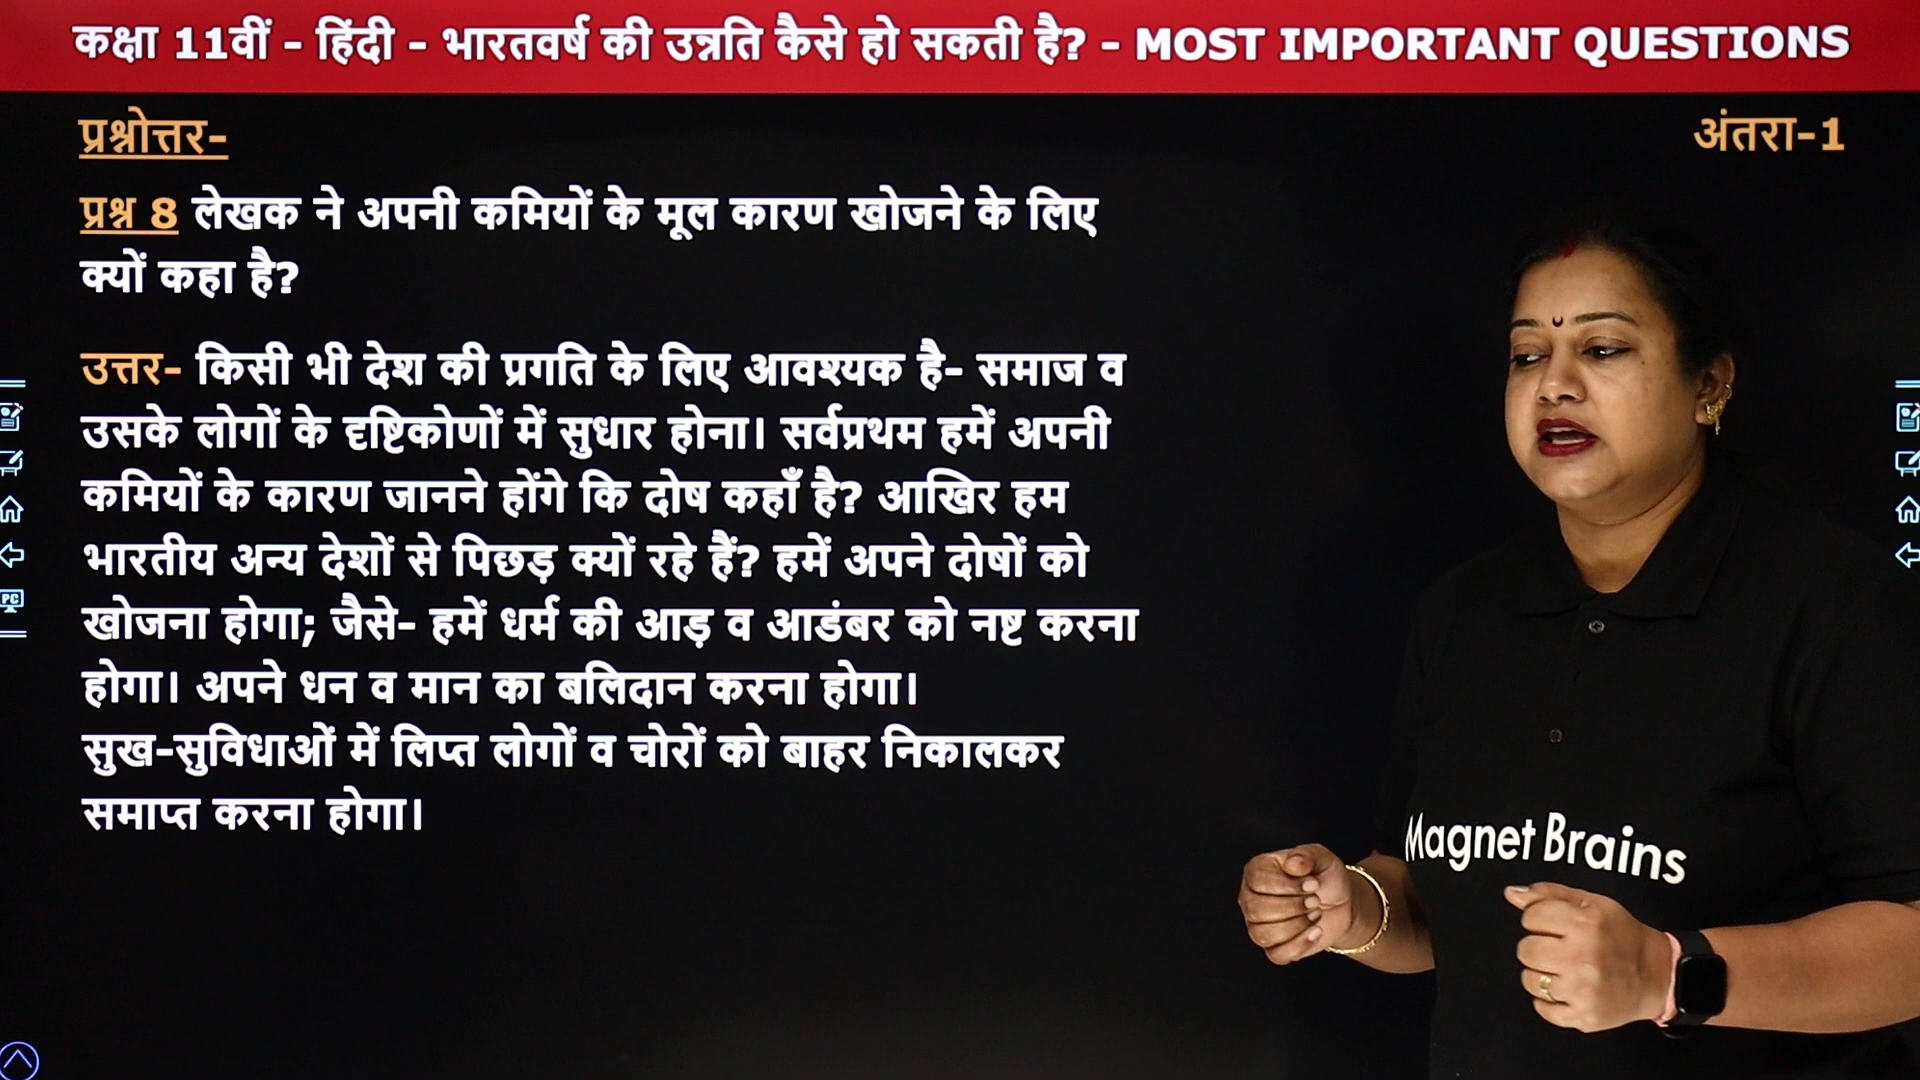 कक्षा 11वीं - हिंदी - भारतवर्ष की उन्नति कैसे हो सकती है? - MOST IMPORTANT QUESTIONS
प्रश्नोत्तर-
अंतरा-1
प्रश्न 8 लेखक ने अपनी कमियों के मूल कारण खोजने के लिए
क्यों कहा है?
उत्तर- किसी भी देश की प्रगति के लिए आवश्यक है- समाज व
उसके लोगों के दृष्टिकोणों में सुधार होना। सर्वप्रथम हमें अपनी
कमियों के कारण जानने होंगे कि दोष कहाँ है? आखिर हम
भारतीय अन्य देशों से पिछड़ क्यों रहे हैं? हमें अपने दोषों को
खोजना होगा; जैसे- हमें धर्म की आड़ व आडंबर को नष्ट करना
होगा। अपने धन व मान का बलिदान करना होगा।
सुख-सुविधाओं में लिप्त लोगों व चोरों को बाहर निकालकर
समाप्त करना होगा।
Magnet Brains
PC